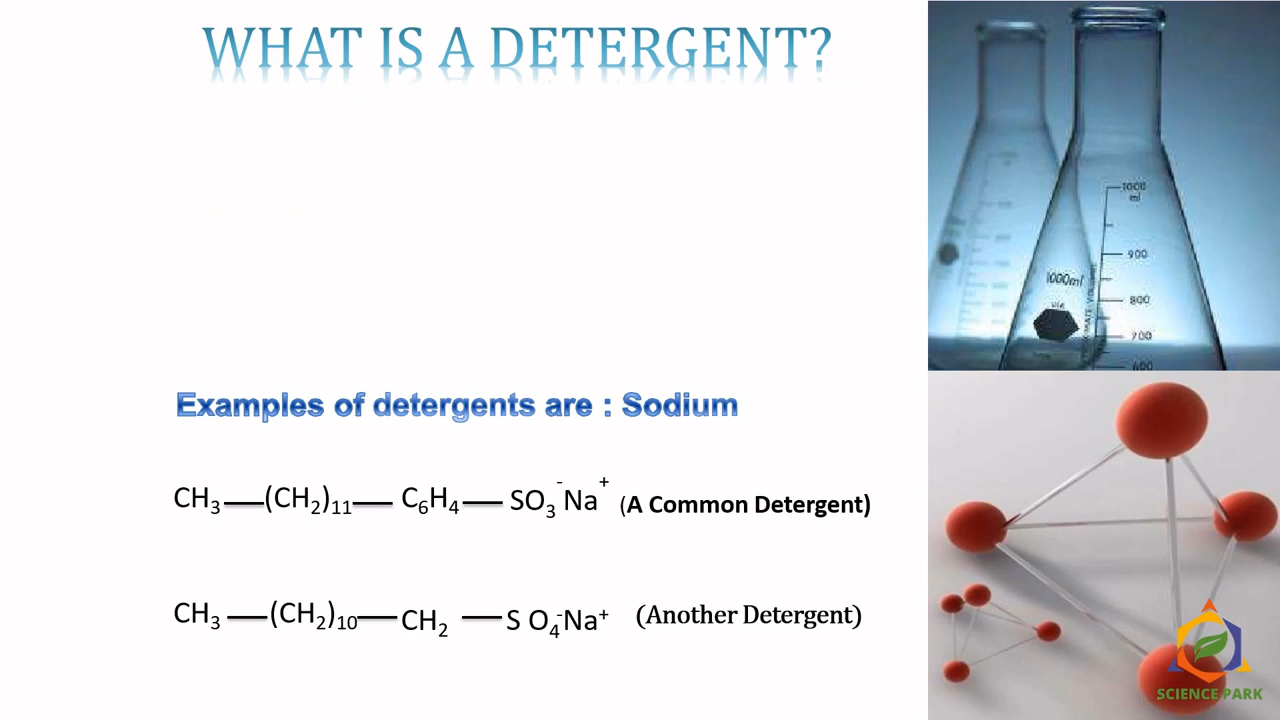 WHAT IS A DETERGENT?
1000
ml
900
1000ml
800
700
600
Examples of detergents are : Sodium
CH₃—(CH₂)₁₁—C₆H₄—SO₃⁻Na⁺ (A Common Detergent)
CH₃—(CH₂)₁₀—CH₂—S O₄⁻Na⁺ (Another Detergent)
SCIENCE PARK